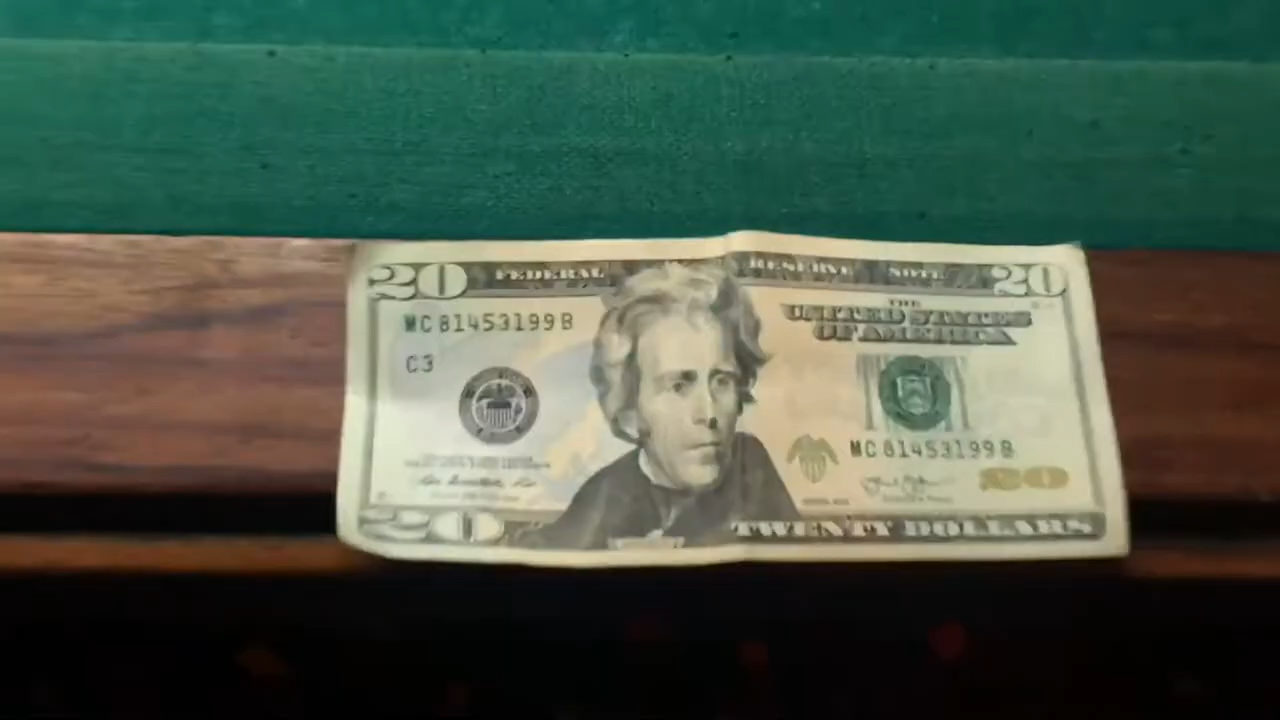 20 FEDERAL RESERVE NOTE 20
THE
UNITED STATES
OF AMERICA
MC 81453199 B
C3
MC 81453199 B
20
20
TWENTY DOLLARS